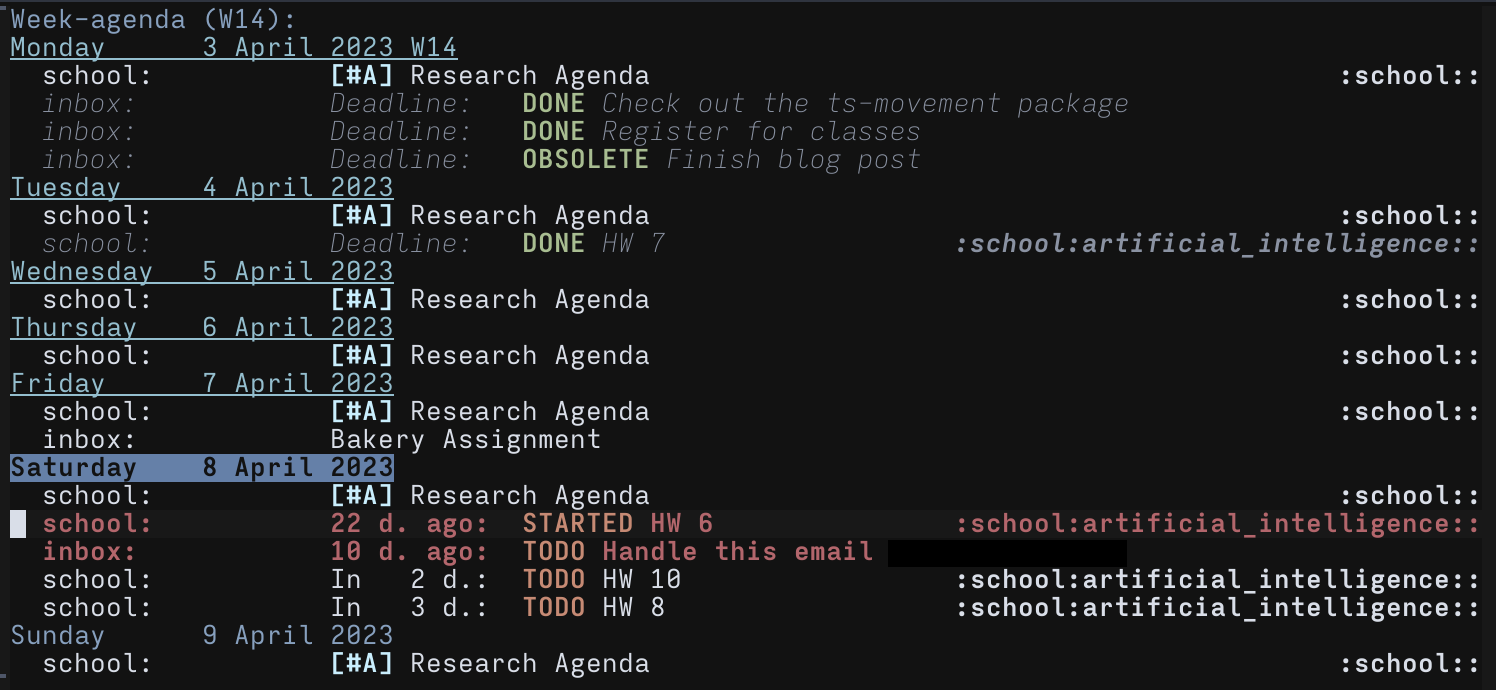 Week-agenda (W14):
Monday      3 April 2023 W14
  school:           [#A] Research Agenda                                           :school::
  inbox:            Deadline:   DONE Check out the ts-movement package
  inbox:            Deadline:   DONE Register for classes
  inbox:            Deadline:   OBSOLETE Finish blog post
Tuesday     4 April 2023
  school:           [#A] Research Agenda                                           :school::
  school:           Deadline:   DONE HW 7                  :school:artificial_intelligence::
Wednesday   5 April 2023
  school:           [#A] Research Agenda                                           :school::
Thursday    6 April 2023
  school:           [#A] Research Agenda                                           :school::
Friday      7 April 2023
  school:           [#A] Research Agenda                                           :school::
  inbox:            Bakery Assignment
Saturday    8 April 2023
  school:           [#A] Research Agenda                                           :school::
  school:           22 d. ago:  STARTED HW 6               :school:artificial_intelligence::
  inbox:            10 d. ago:  TODO Handle this email
  school:           In   2 d.:  TODO HW 10                 :school:artificial_intelligence::
  school:           In   3 d.:  TODO HW 8                  :school:artificial_intelligence::
Sunday      9 April 2023
  school:           [#A] Research Agenda                                           :school::